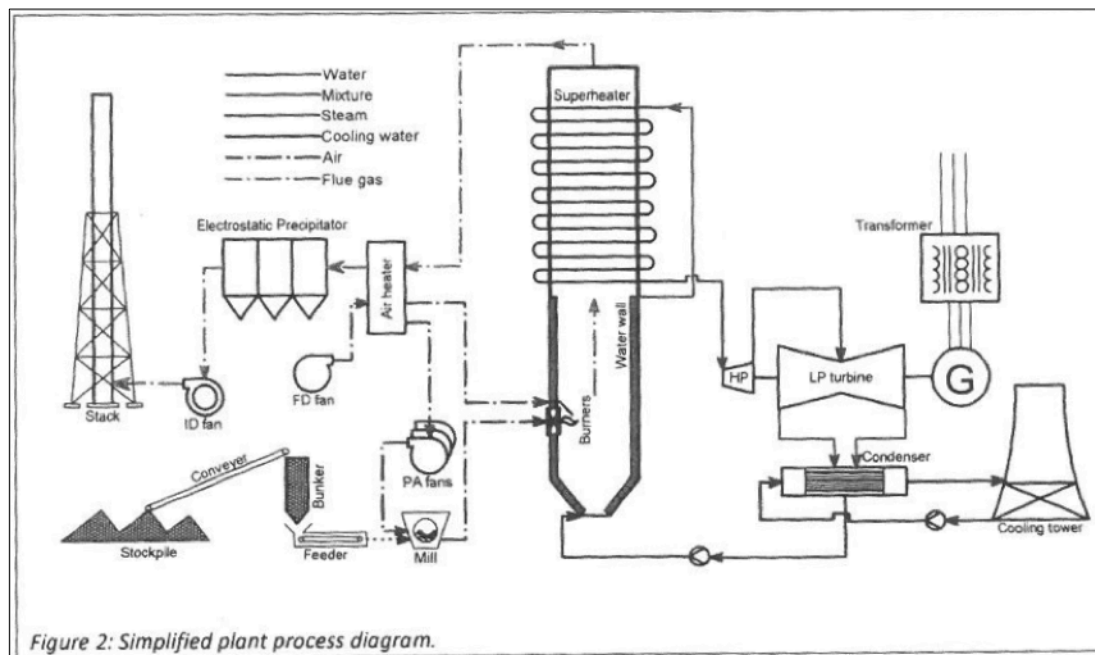 Water
Mixture
Steam
Cooling water
Air
Flue gas
Superheater
Electrostatic Precipitator
Transformer
Air heater
Water wall
HP
LP turbine
G
FD fan
Burners
Stack
ID fan
Conveyer
Bunker
PA fans
Condenser
Stockpile
Feeder
Mill
Cooling tower
Figure 2: Simplified plant process diagram.